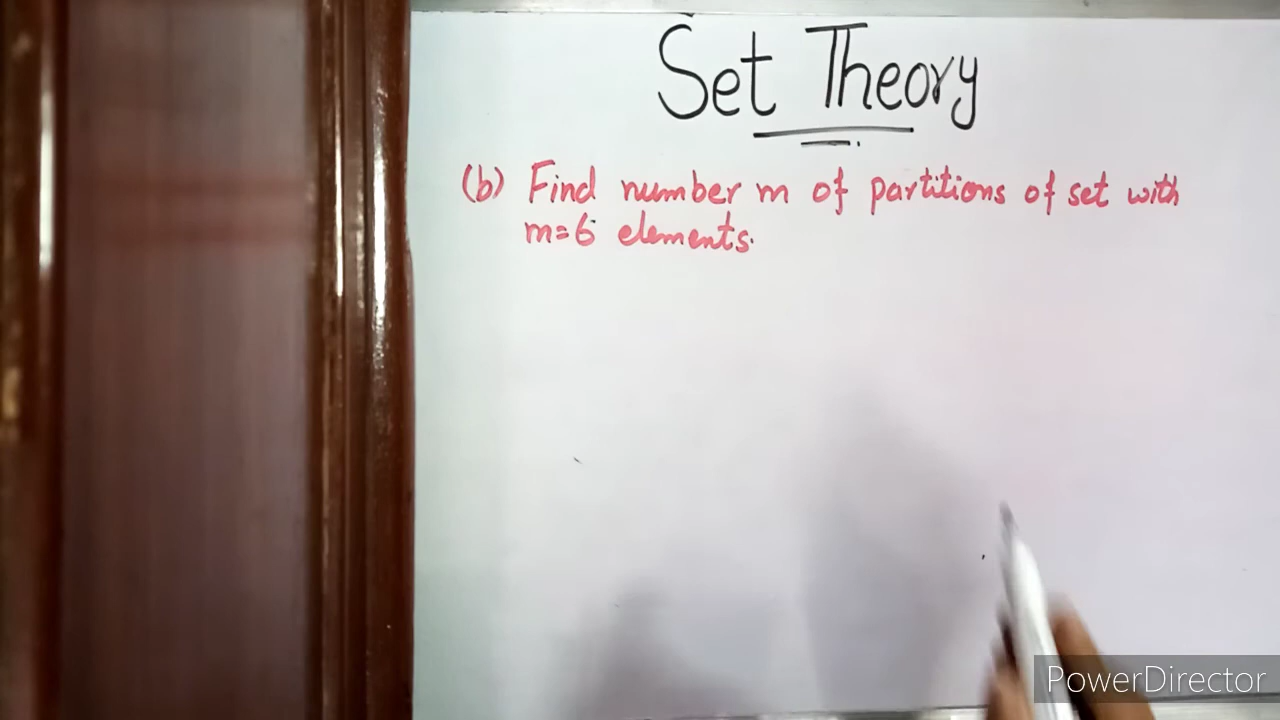 Set Theory
(b) Find number m of partitions of set with
m=6 elements.
PowerDirector